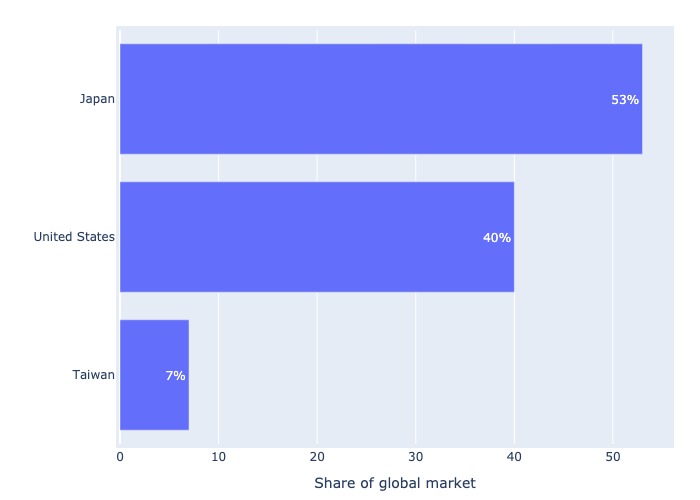 Japan
53%
United States
40%
Taiwan
7%
0 10 20 30 40 50
Share of global market